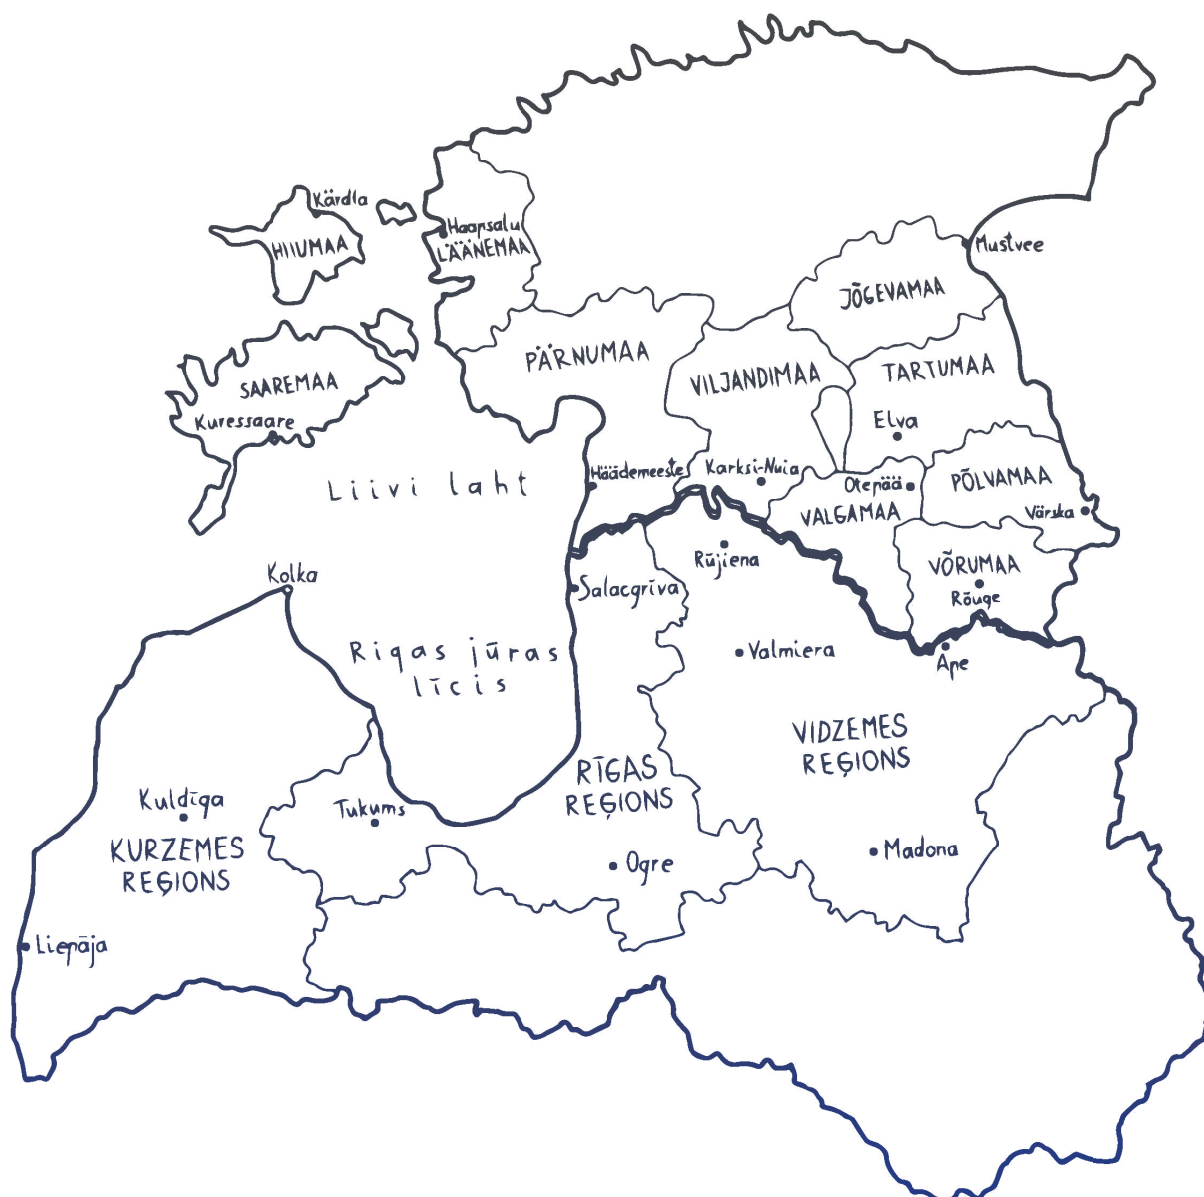 Kärdla
HIIUMAA
Haapsalu
LÄÄNEMAA
Mustvee
JÕGEVAMAA
PÄRNUMAA
VILJANDIMAA
TARTUMAA
SAAREMAA
Kuressaare
Elva
Liivi laht
Häädemeeste
Karksi-Nuia
Otepää
PÕLVAMAA
VALGAMAA
Värska
Rūjiena
VÕRUMAA
Rõuge
Kolka
Salacgrīva
Rīgas jūras
līcis
Valmiera
Ape
VIDZEMES
REĢIONS
RĪGAS
REĢIONS
Kuldīga
Tukums
KURZEMES
REĢIONS
Ogre
Madona
Liepāja